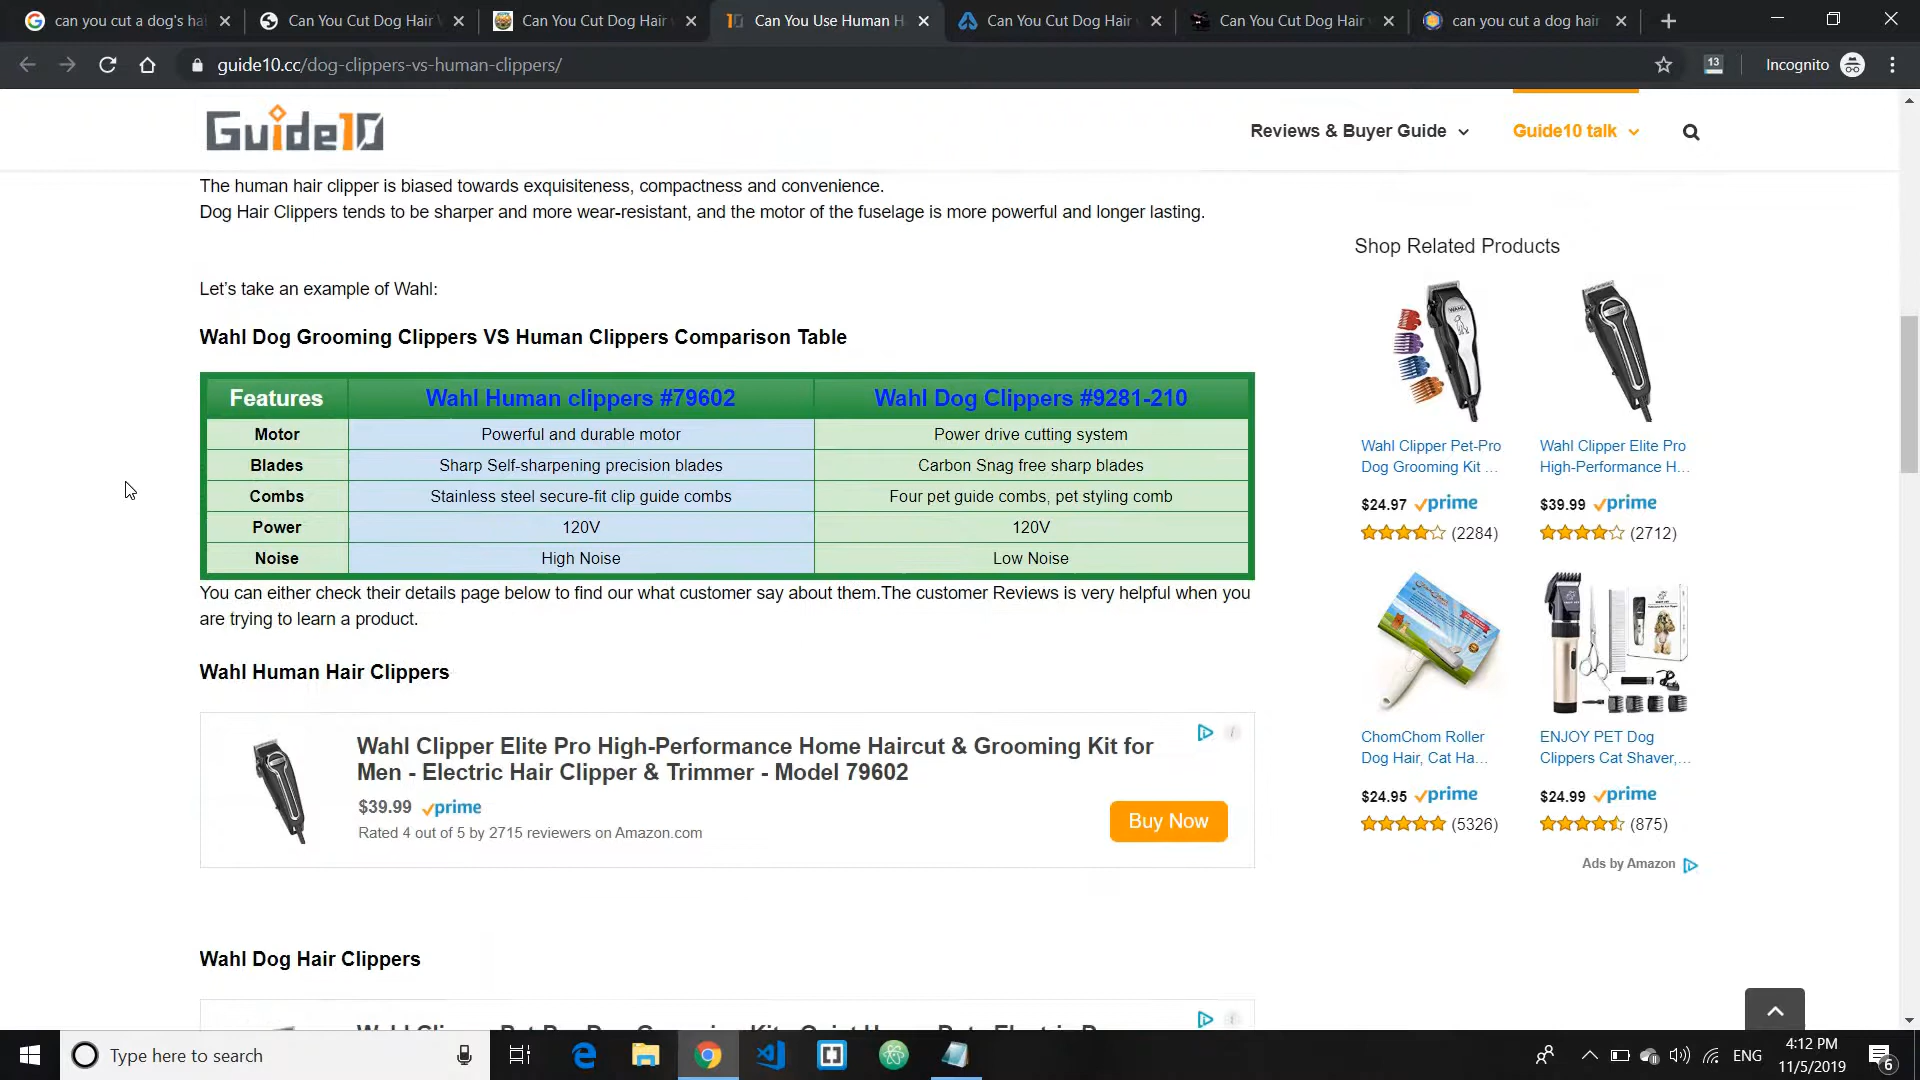 can you cut a dog's ha
Can You Cut Dog Hair
Can You Cut Dog Hair
Can You Use Human H
Can You Cut Dog Hair
Can You Cut Dog Hair
can you cut a dog hair
guide10.cc/dog-clippers-vs-human-clippers/
13
Incognito
Guide10
Reviews & Buyer Guide
Guide10 talk
The human hair clipper is biased towards exquisiteness, compactness and convenience.
Dog Hair Clippers tends to be sharper and more wear-resistant, and the motor of the fuselage is more powerful and longer lasting.
Let's take an example of Wahl:
Wahl Dog Grooming Clippers VS Human Clippers Comparison Table
Features Wahl Human clippers #79602 Wahl Dog Clippers #9281-210
Motor Powerful and durable motor Power drive cutting system
Blades Sharp Self-sharpening precision blades Carbon Snag free sharp blades
Combs Stainless steel secure-fit clip guide combs Four pet guide combs, pet styling comb
Power 120V 120V
Noise High Noise Low Noise
You can either check their details page below to find our what customer say about them.The customer Reviews is very helpful when you
are trying to learn a product.
Wahl Human Hair Clippers
Wahl Clipper Elite Pro High-Performance Home Haircut & Grooming Kit for
Men - Electric Hair Clipper & Trimmer - Model 79602
$39.99 prime
Rated 4 out of 5 by 2715 reviewers on Amazon.com
Buy Now
Wahl Dog Hair Clippers
Shop Related Products
Wahl Clipper Pet-Pro
Dog Grooming Kit ...
$24.97 prime
(2284)
Wahl Clipper Elite Pro
High-Performance H...
$39.99 prime
(2712)
ChomChom Roller
Dog Hair, Cat Ha...
$24.95 prime
(5326)
ENJOY PET Dog
Clippers Cat Shaver,...
$24.99 prime
(875)
Ads by Amazon
Type here to search
ENG
4:12 PM
11/5/2019
6